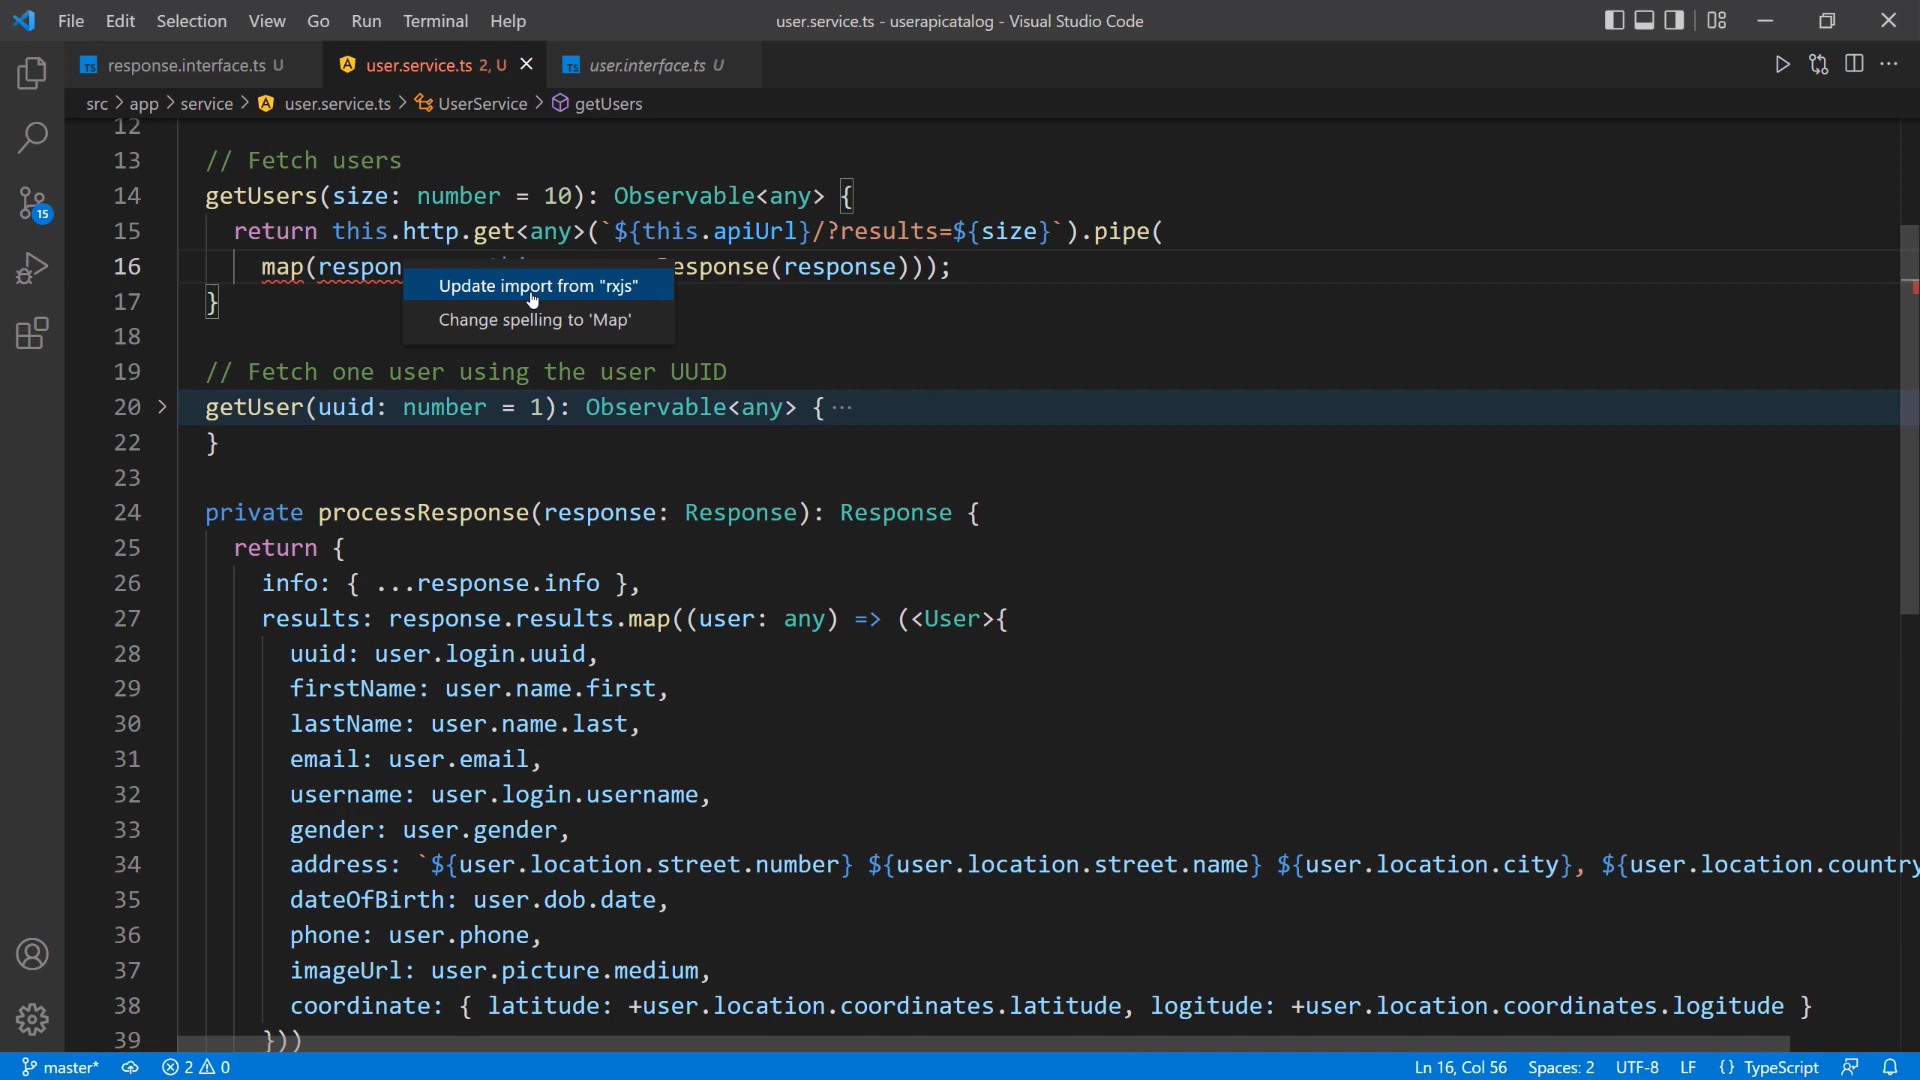 File Edit Selection View Go Run Terminal Help user.service.ts - userapicatalog - Visual Studio Code
TS response.interface.ts U user.service.ts 2, U TS user.interface.ts U
src > app > service > user.service.ts > UserService > getUsers
12
13 // Fetch users
14 getUsers(size: number = 10): Observable<any> {
15 return this.http.get<any>(`${this.apiUrl}/?results=${size}`).pipe(
16 map(respon esponse(response)));
Update import from "rxjs"
17 }
Change spelling to 'Map'
18
19 // Fetch one user using the user UUID
20 getUser(uuid: number = 1): Observable<any> { ···
22 }
23
24 private processResponse(response: Response): Response {
25 return {
26 info: { ...response.info },
27 results: response.results.map((user: any) => (<User>{
28 uuid: user.login.uuid,
29 firstName: user.name.first,
30 lastName: user.name.last,
31 email: user.email,
32 username: user.login.username,
33 gender: user.gender,
34 address: `${user.location.street.number} ${user.location.street.name} ${user.location.city}, ${user.location.country
35 dateOfBirth: user.dob.date,
36 phone: user.phone,
37 imageUrl: user.picture.medium,
38 coordinate: { latitude: +user.location.coordinates.latitude, logitude: +user.location.coordinates.logitude }
39 }))
15
master* 2 0 Ln 16, Col 56 Spaces: 2 UTF-8 LF { } TypeScript